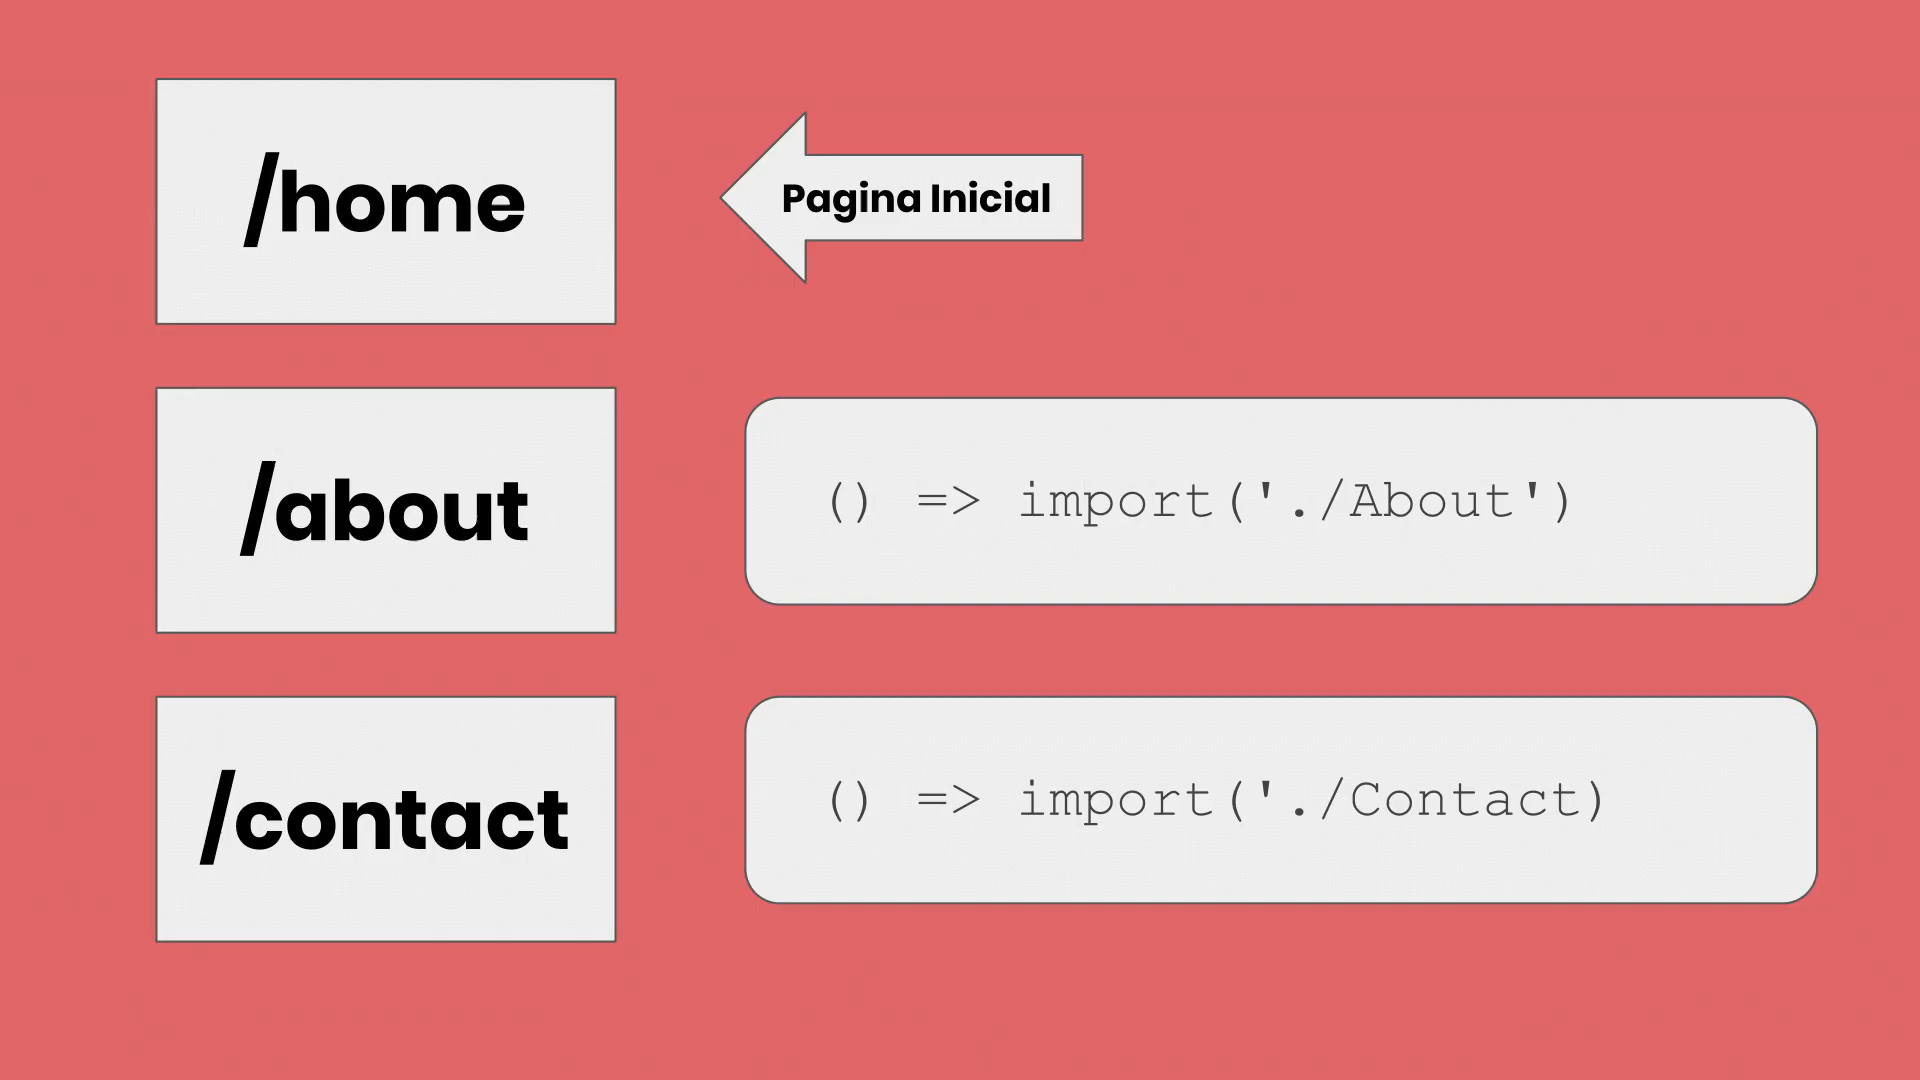 /home
Pagina Inicial
/about
() => import('./About')
/contact
() => import('./Contact)